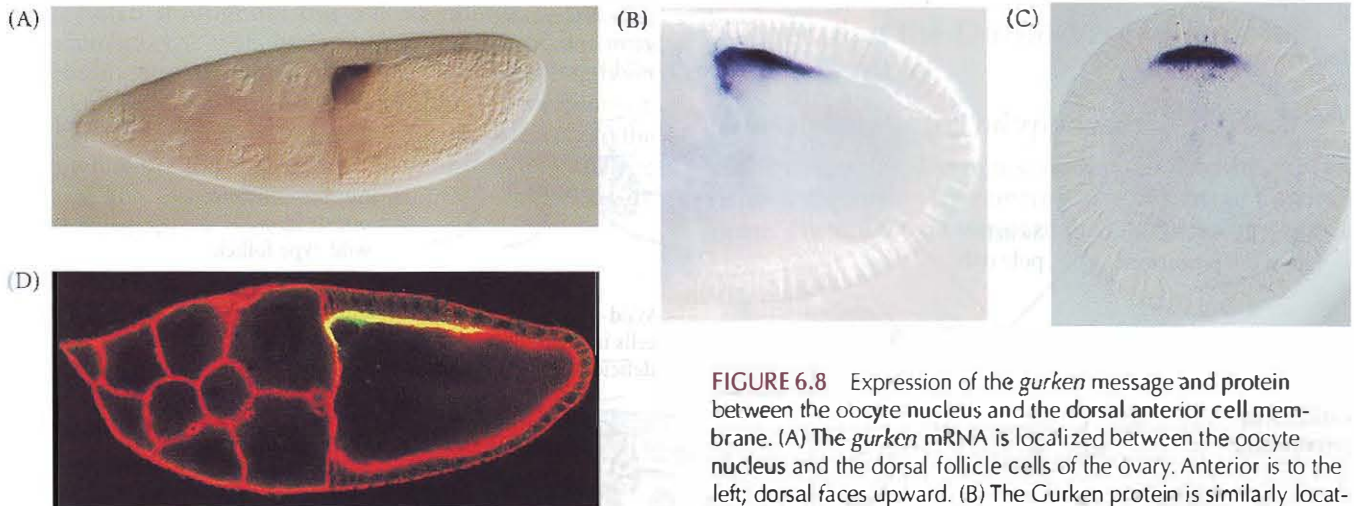 (A)
(B)
(C)
(D)
FIGURE 6.8 Expression of the gurken message and protein
between the oocyte nucleus and the dorsal anterior cell mem-
brane. (A) The gurken mRNA is localized between the oocyte
nucleus and the dorsal follicle cells of the ovary. Anterior is to the
left; dorsal faces upward. (B) The Gurken protein is similarly locat-